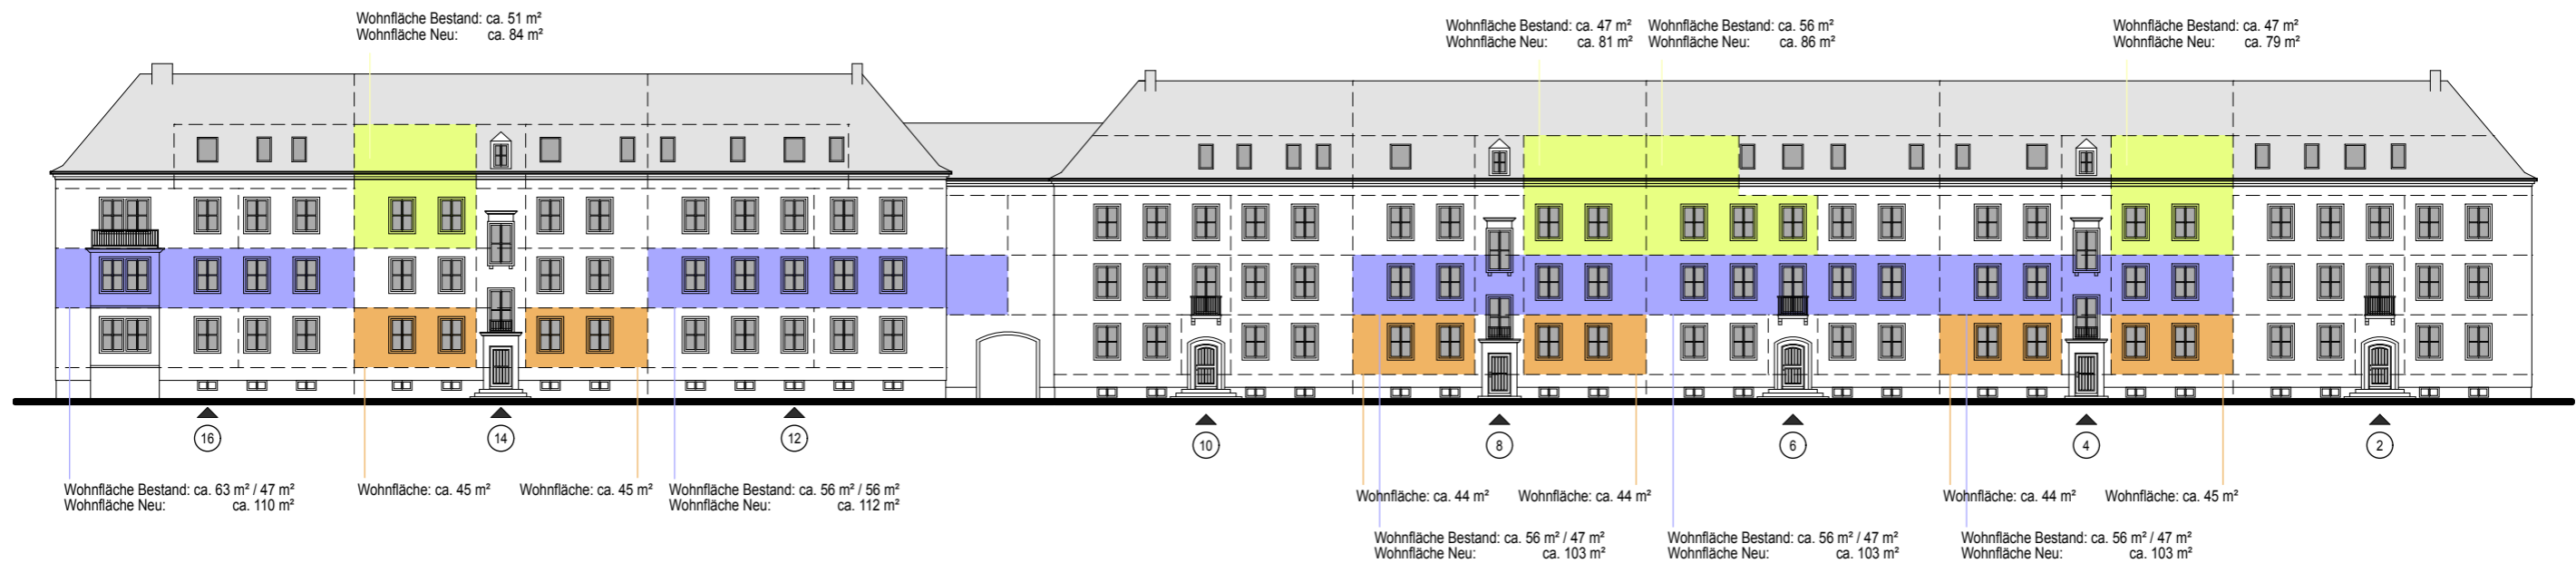 Wohnfläche Bestand: ca. 51 m²
Wohnfläche Neu: ca. 84 m²
Wohnfläche Bestand: ca. 47 m²
Wohnfläche Neu: ca. 81 m²
Wohnfläche Bestand: ca. 56 m²
Wohnfläche Neu: ca. 86 m²
Wohnfläche Bestand: ca. 47 m²
Wohnfläche Neu: ca. 79 m²
16
14
12
10
8
6
4
2
Wohnfläche Bestand: ca. 63 m² / 47 m²
Wohnfläche Neu: ca. 110 m²
Wohnfläche: ca. 45 m²
Wohnfläche: ca. 45 m²
Wohnfläche Bestand: ca. 56 m² / 56 m²
Wohnfläche Neu: ca. 112 m²
Wohnfläche: ca. 44 m²
Wohnfläche: ca. 44 m²
Wohnfläche: ca. 44 m²
Wohnfläche: ca. 45 m²
Wohnfläche Bestand: ca. 56 m² / 47 m²
Wohnfläche Neu: ca. 103 m²
Wohnfläche Bestand: ca. 56 m² / 47 m²
Wohnfläche Neu: ca. 103 m²
Wohnfläche Bestand: ca. 56 m² / 47 m²
Wohnfläche Neu: ca. 103 m²